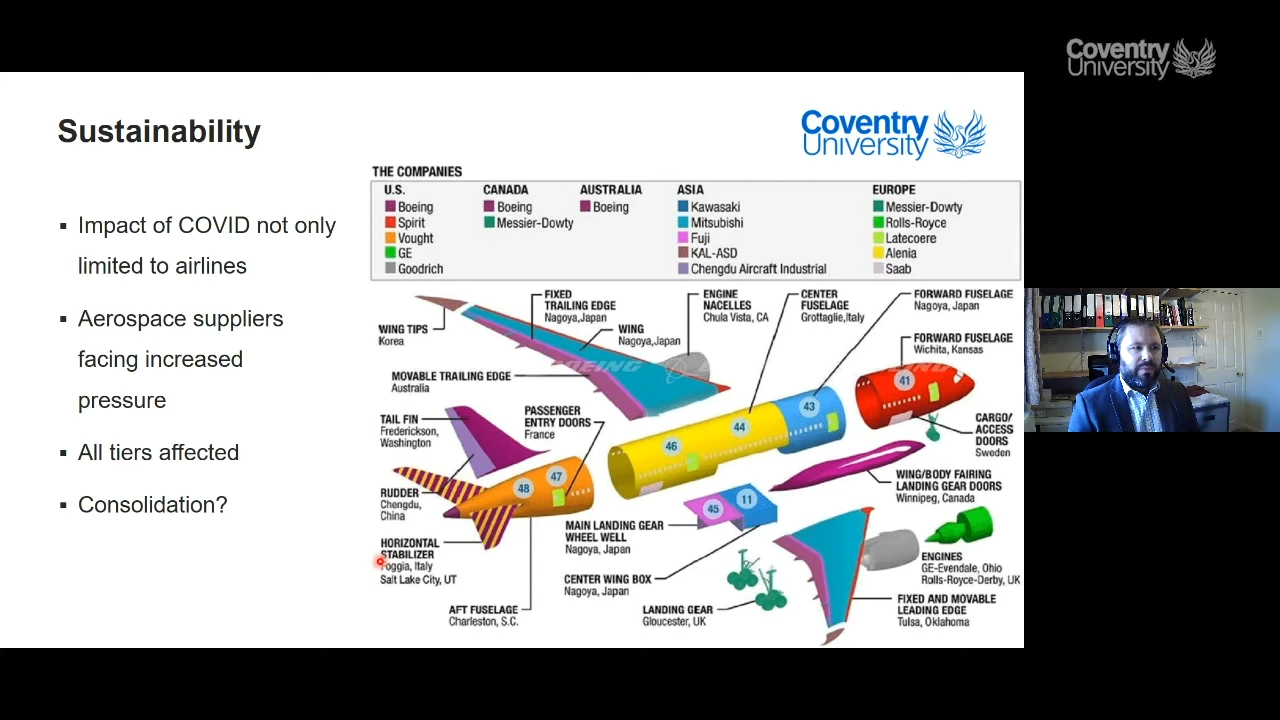 Coventry
University
Sustainability
Coventry
University
▪ Impact of COVID not only
limited to airlines
▪ Aerospace suppliers
facing increased
pressure
▪ All tiers affected
▪ Consolidation?
THE COMPANIES
U.S.
Boeing
Spirit
Vought
GE
Goodrich
CANADA
Boeing
Messier-Dowty
AUSTRALIA
Boeing
ASIA
Kawasaki
Mitsubishi
Fuji
KAL-ASD
Chengdu Aircraft Industrial
EUROPE
Messier-Dowty
Rolls-Royce
Latecoere
Alenia
Saab
WING TIPS
Korea
FIXED
TRAILING EDGE
Nagoya,Japan
WING
Nagoya,Japan
ENGINE
NACELLES
Chula Vista, CA
CENTER
FUSELAGE
Grottaglie,Italy
FORWARD FUSELAGE
Nagoya, Japan
FORWARD FUSELAGE
Wichita, Kansas
MOVABLE TRAILING EDGE
Australia
BOEING
41
43
44
46
TAIL FIN
Frederickson,
Washington
PASSENGER
ENTRY DOORS
France
CARGO/
ACCESS
DOORS
Sweden
47
48
RUDDER
Chengdu,
China
WING/BODY FAIRING
LANDING GEAR DOORS
Winnipeg, Canada
45
11
MAIN LANDING GEAR
WHEEL WELL
Nagoya, Japan
HORIZONTAL
STABILIZER
Foggia, Italy
Salt Lake City, UT
CENTER WING BOX
Nagoya, Japan
ENGINES
GE-Evendale, Ohio
Rolls-Royce-Derby, UK
AFT FUSELAGE
Charleston, S.C.
LANDING GEAR
Gloucester, UK
FIXED AND MOVABLE
LEADING EDGE
Tulsa, Oklahoma